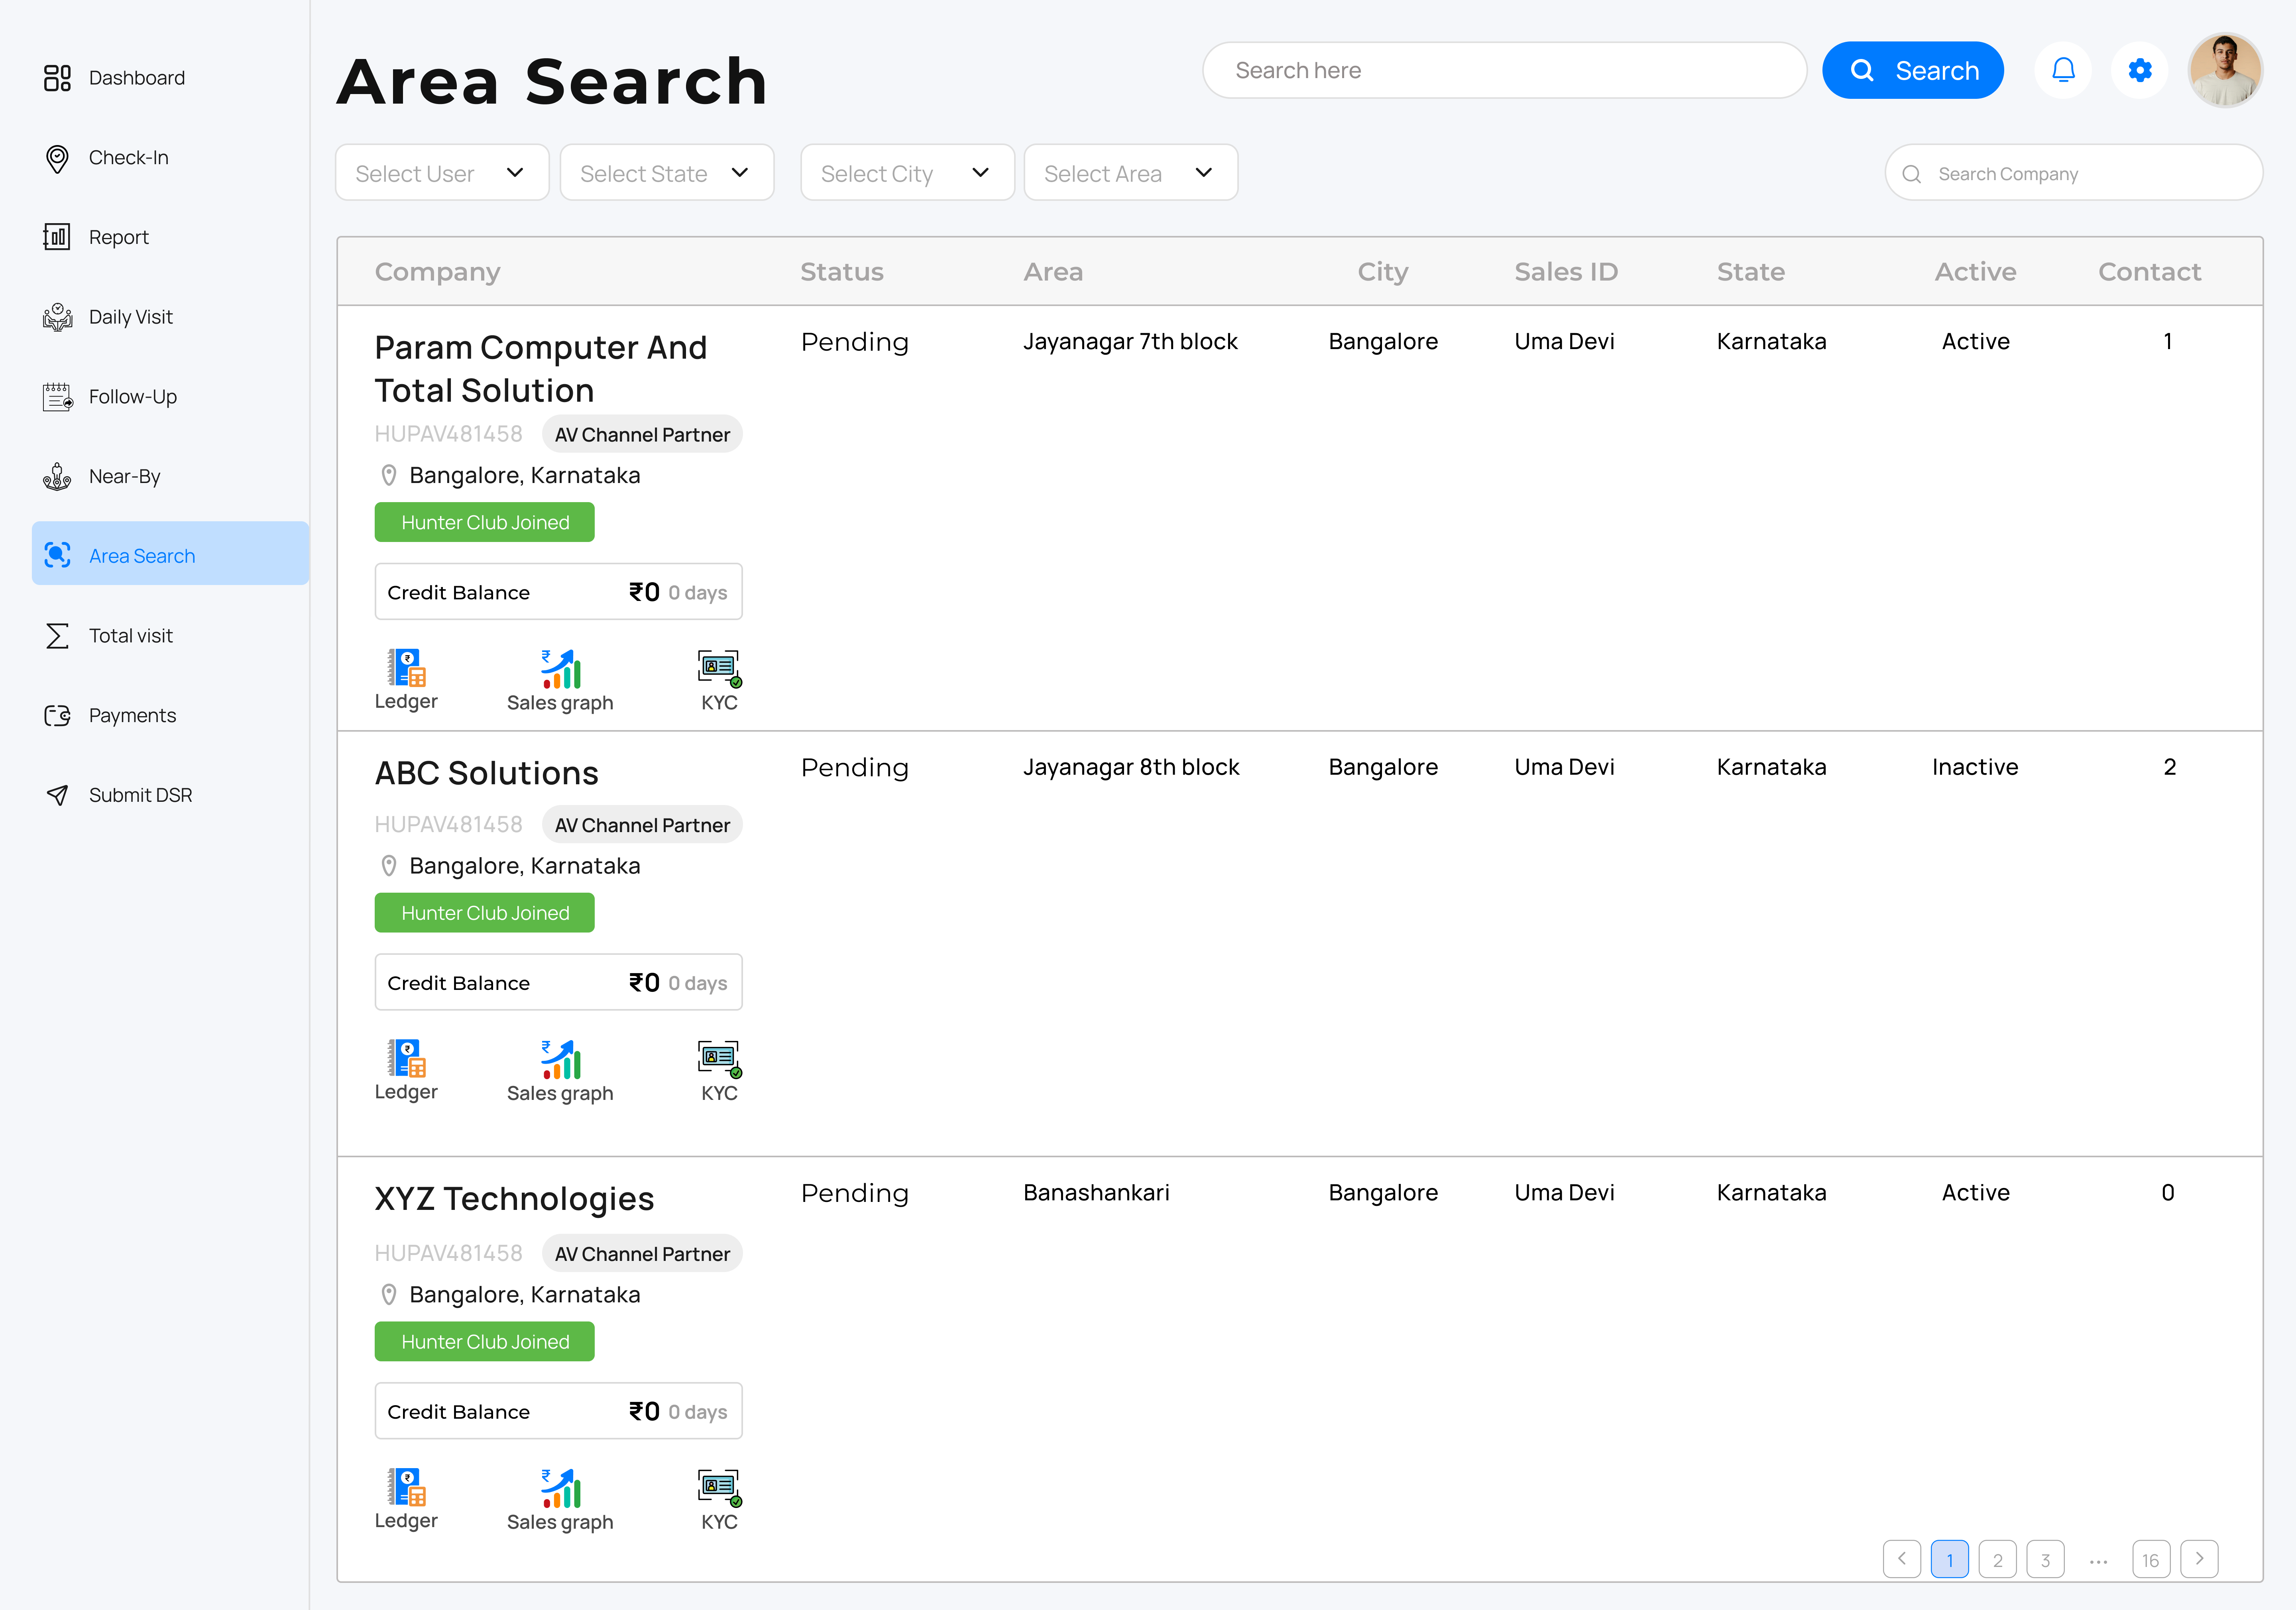 Dashboard
Check-In
Report
Daily Visit
Follow-Up
Near-By
Area Search
Total visit
Payments
Submit DSR
Area Search
Search here
Search
Select User
Select State
Select City
Select Area
Search Company
Company Status Area City Sales ID State Active Contact
Param Computer And
Total Solution
Pending Jayanagar 7th block Bangalore Uma Devi Karnataka Active 1
HUPAV481458 AV Channel Partner
Bangalore, Karnataka
Hunter Club Joined
Credit Balance ₹0 0 days
Ledger Sales graph KYC
ABC Solutions Pending Jayanagar 8th block Bangalore Uma Devi Karnataka Inactive 2
HUPAV481458 AV Channel Partner
Bangalore, Karnataka
Hunter Club Joined
Credit Balance ₹0 0 days
Ledger Sales graph KYC
XYZ Technologies Pending Banashankari Bangalore Uma Devi Karnataka Active 0
HUPAV481458 AV Channel Partner
Bangalore, Karnataka
Hunter Club Joined
Credit Balance ₹0 0 days
Ledger Sales graph KYC
1 2 3 ... 16